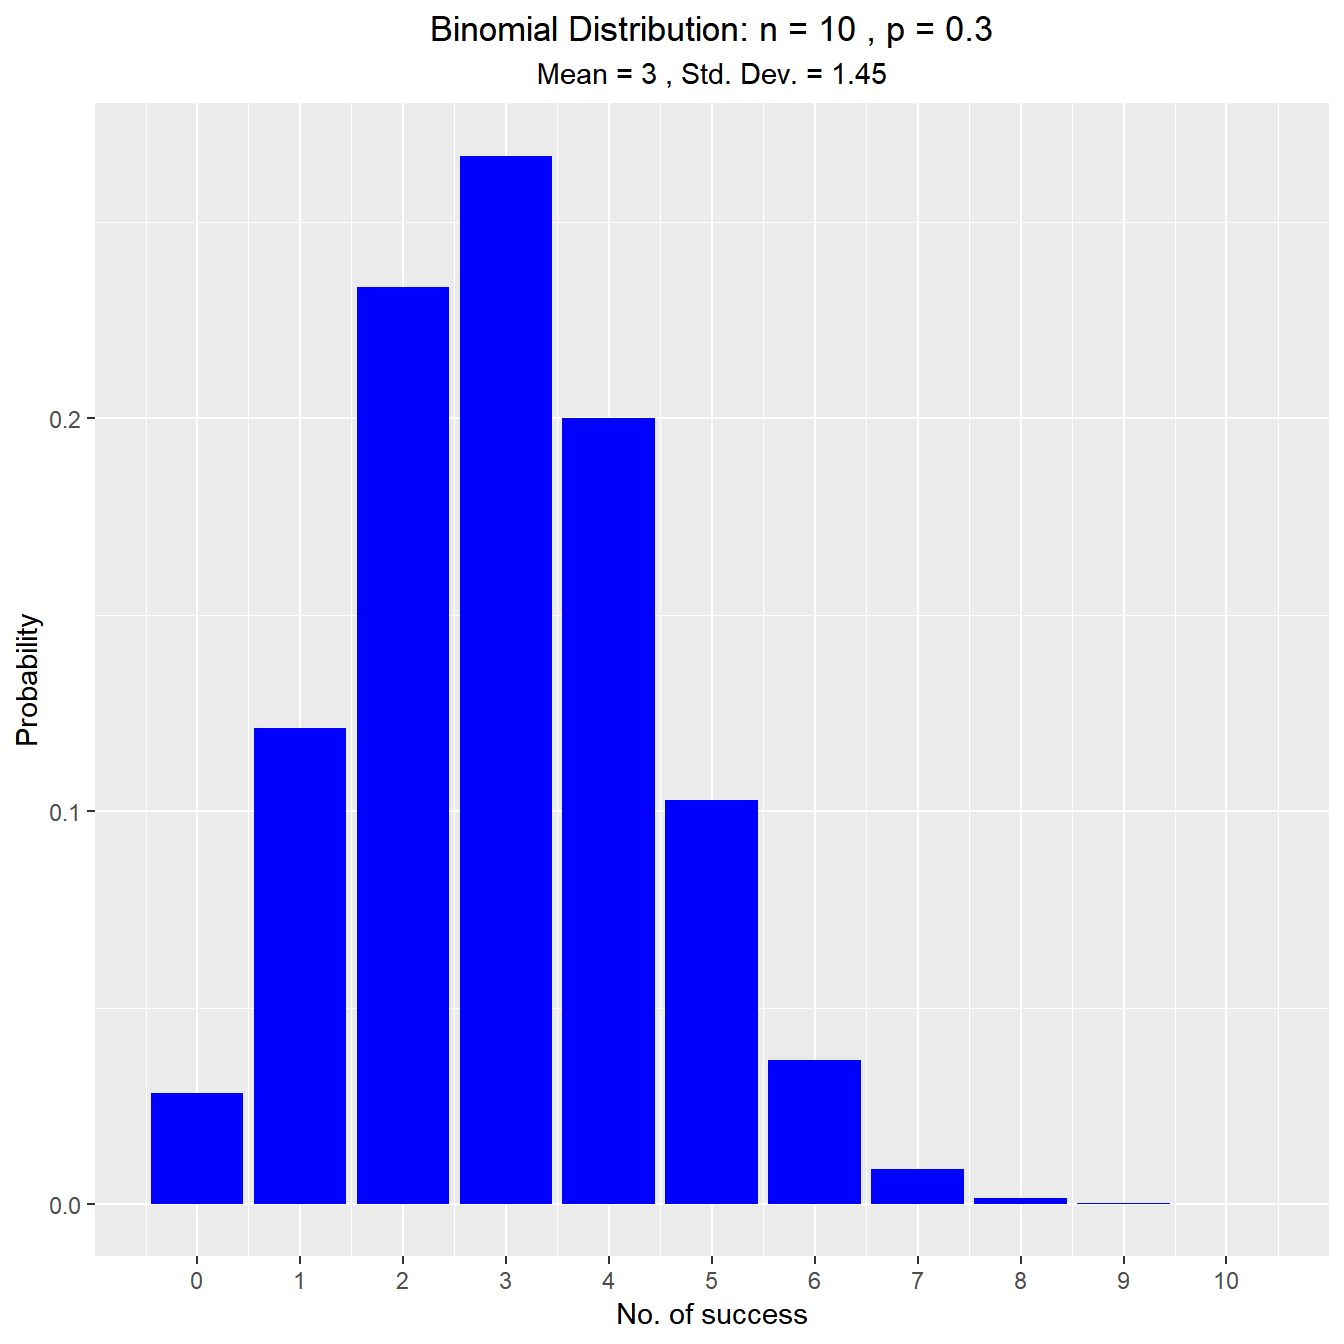 Binomial Distribution: n = 10 , p = 0.3
Mean = 3 , Std. Dev. = 1.45
Probability
0.2
0.1
0.0
0 1 2 3 4 5 6 7 8 9 10
No. of success